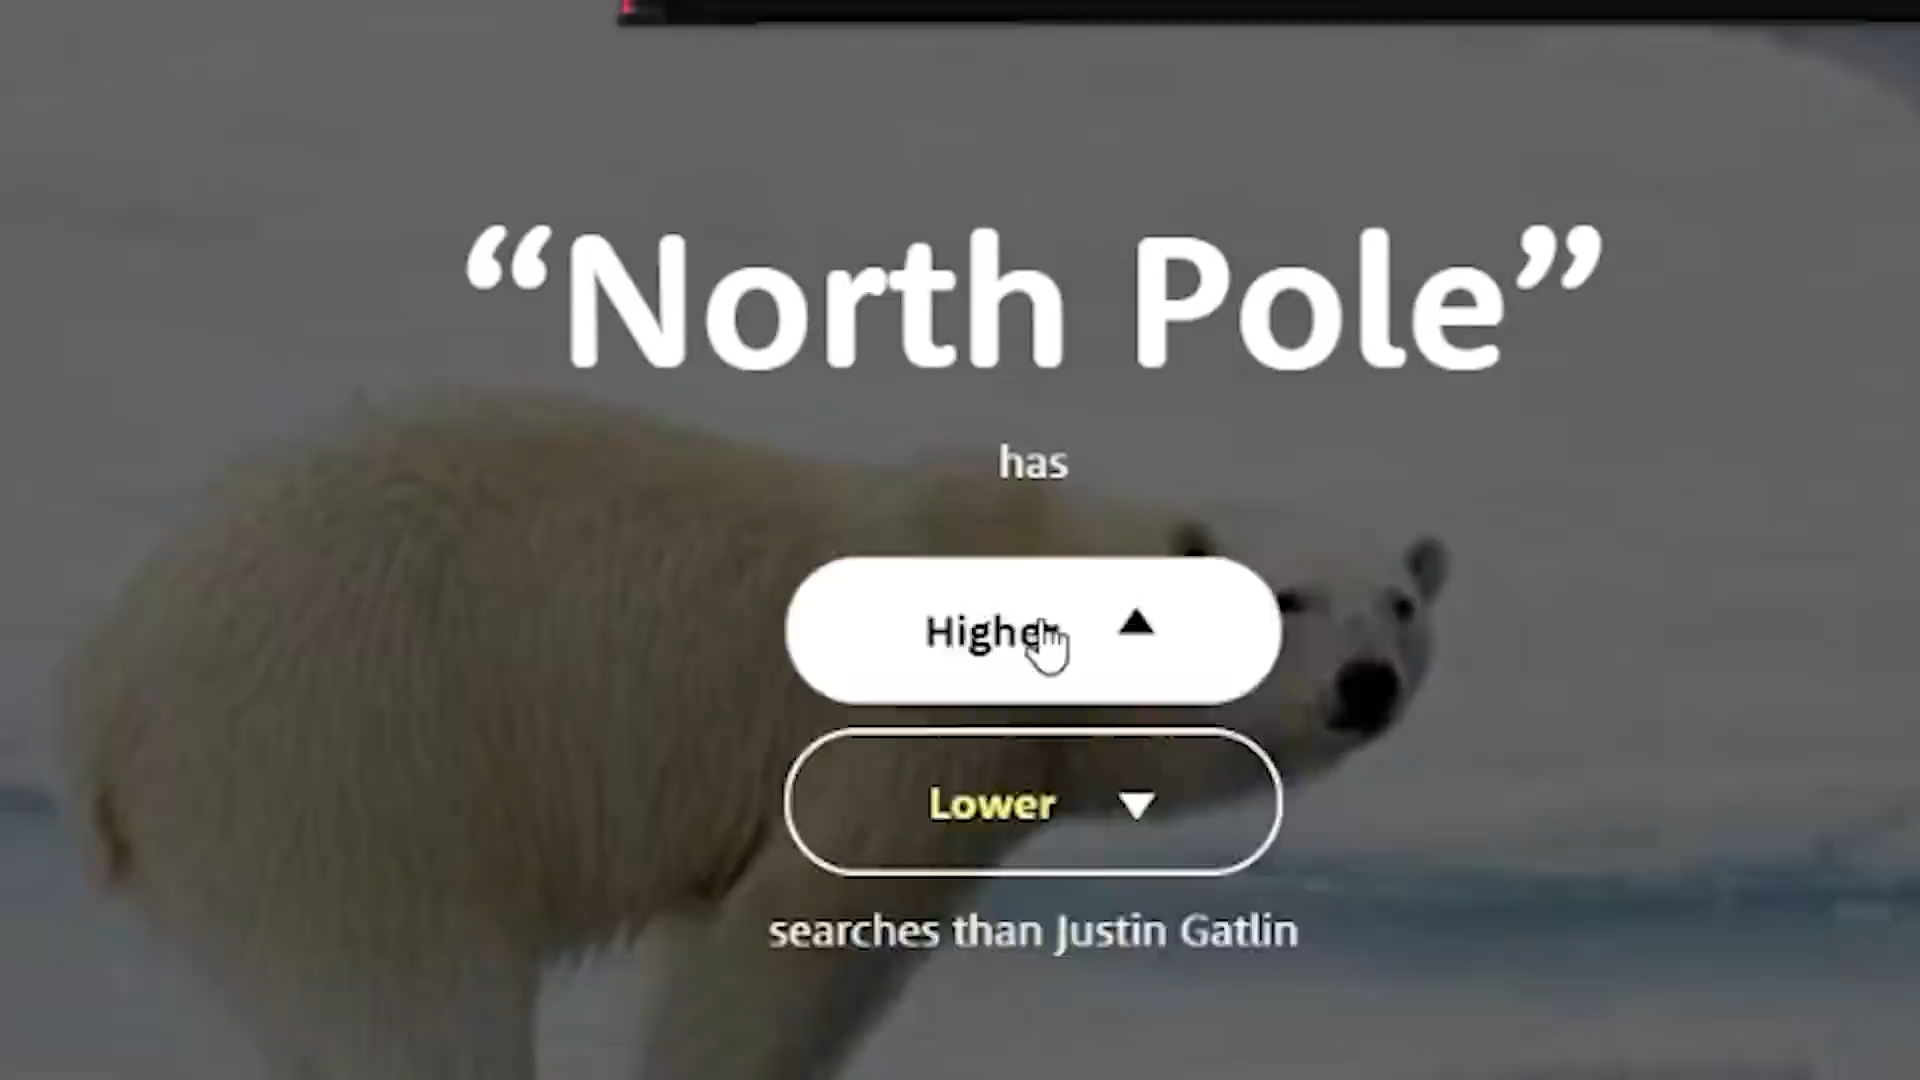 “North Pole”
has
Higher
Lower
searches than Justin Gatlin